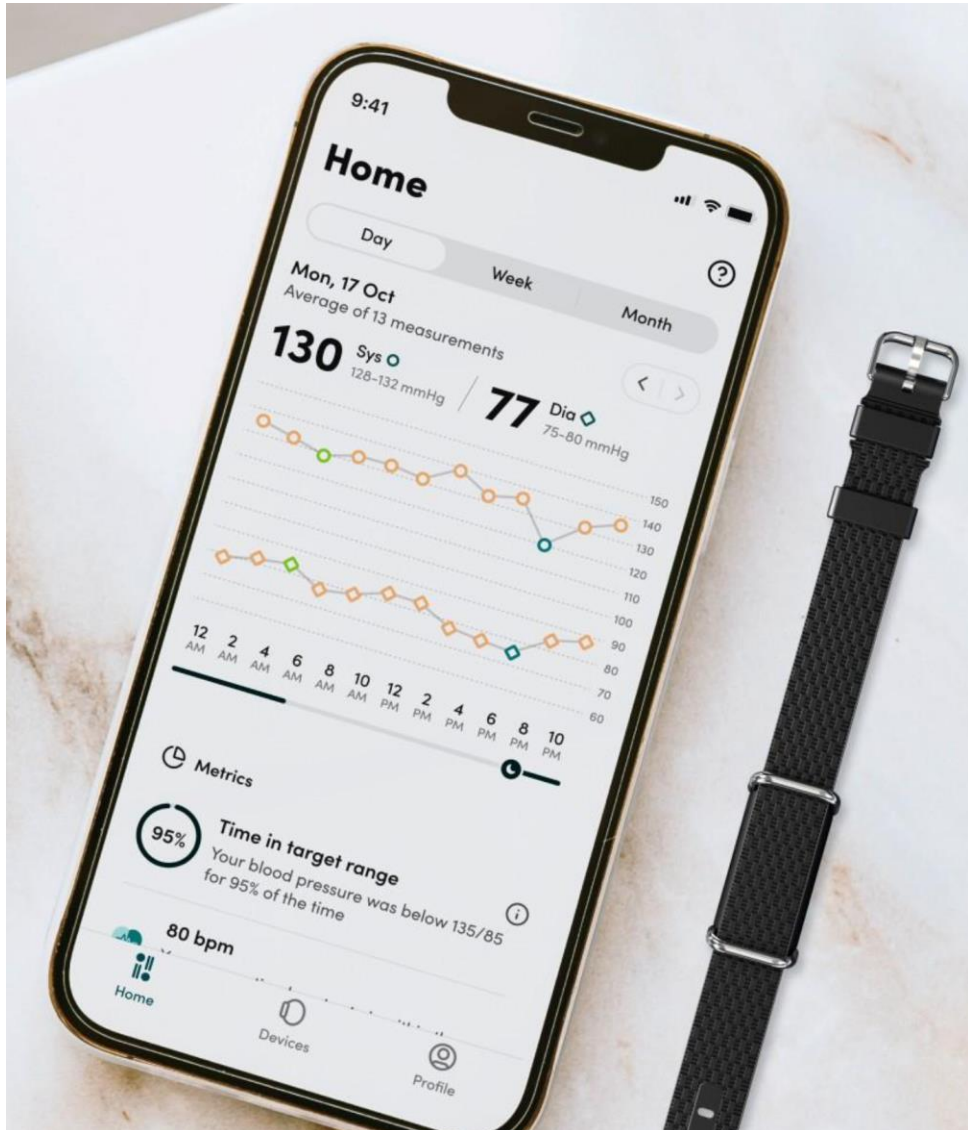 9:41
Home
Day Week Month
Mon, 17 Oct
Average of 13 measurements
130 Sys
128-132 mmHg
77 Dia
75-80 mmHg
150
140
130
120
110
100
90
80
70
60
12 AM 2 AM 4 AM 6 AM 8 AM 10 AM 12 PM 2 PM 4 PM 6 PM 8 PM 10 PM
Metrics
95%
Time in target range
Your blood pressure was below 135/85
for 95% of the time
80 bpm
Home Devices Profile